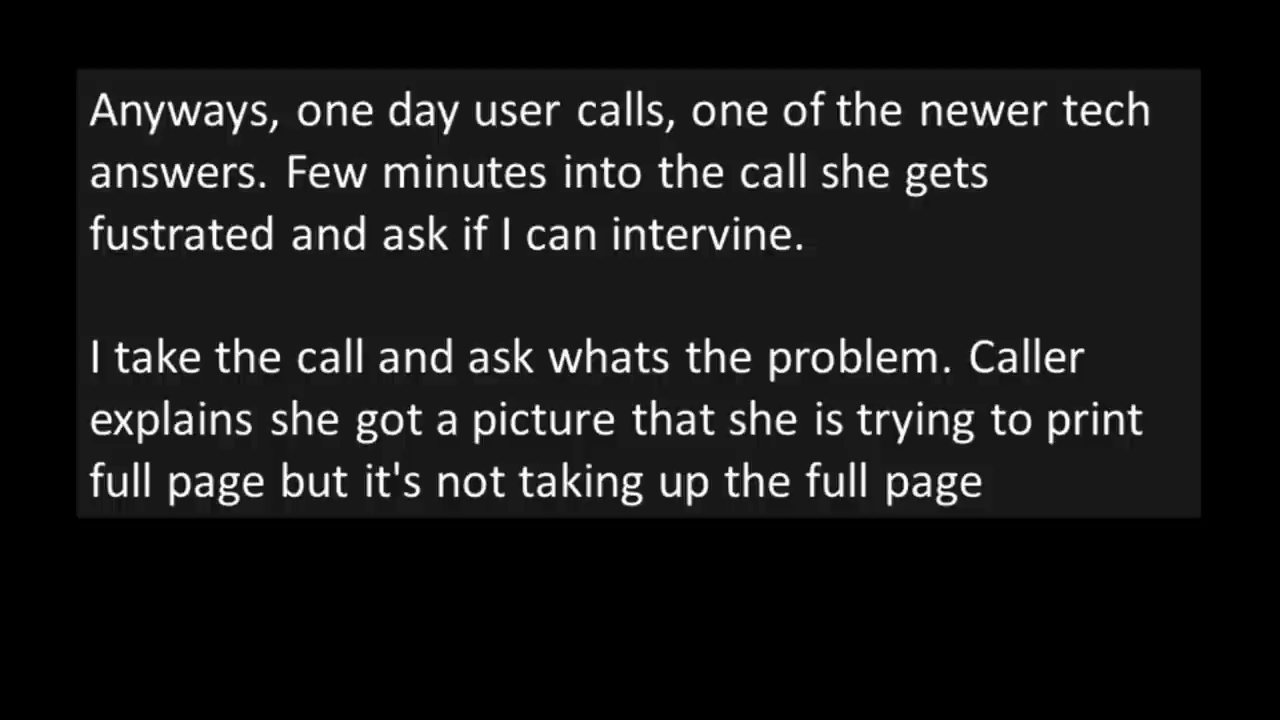 Anyways, one day user calls, one of the newer tech
answers. Few minutes into the call she gets
fustrated and ask if I can intervine.
I take the call and ask whats the problem. Caller
explains she got a picture that she is trying to print
full page but it's not taking up the full page